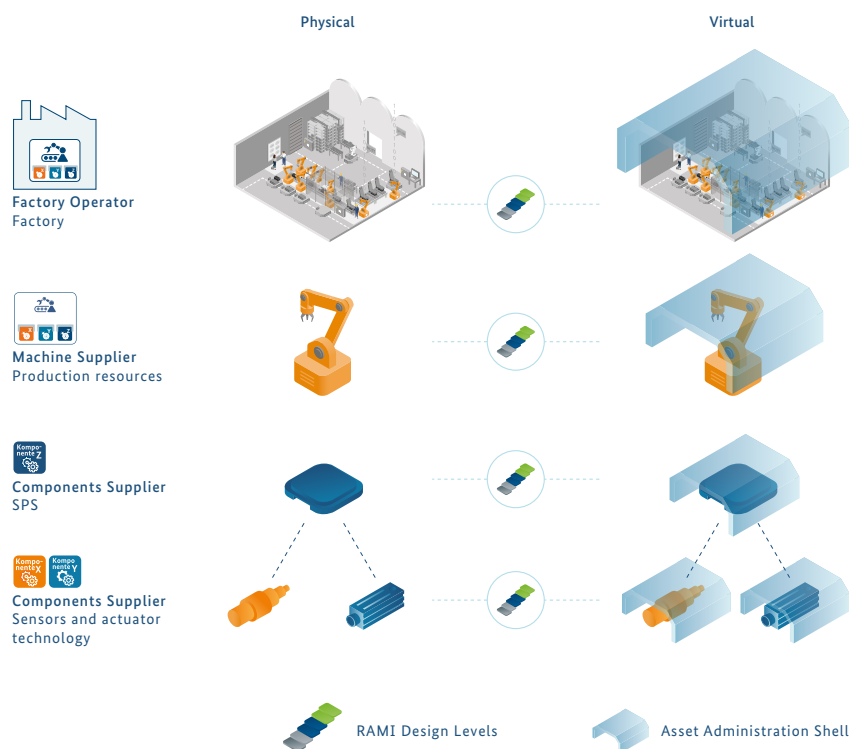 Physical
Virtual
Factory Operator
Factory
Machine Supplier
Production resources
Kompo-
nente Z
Components Supplier
SPS
Kompo-
nente X
Kompo-
nente Y
Components Supplier
Sensors and actuator
technology
RAMI Design Levels
Asset Administration Shell